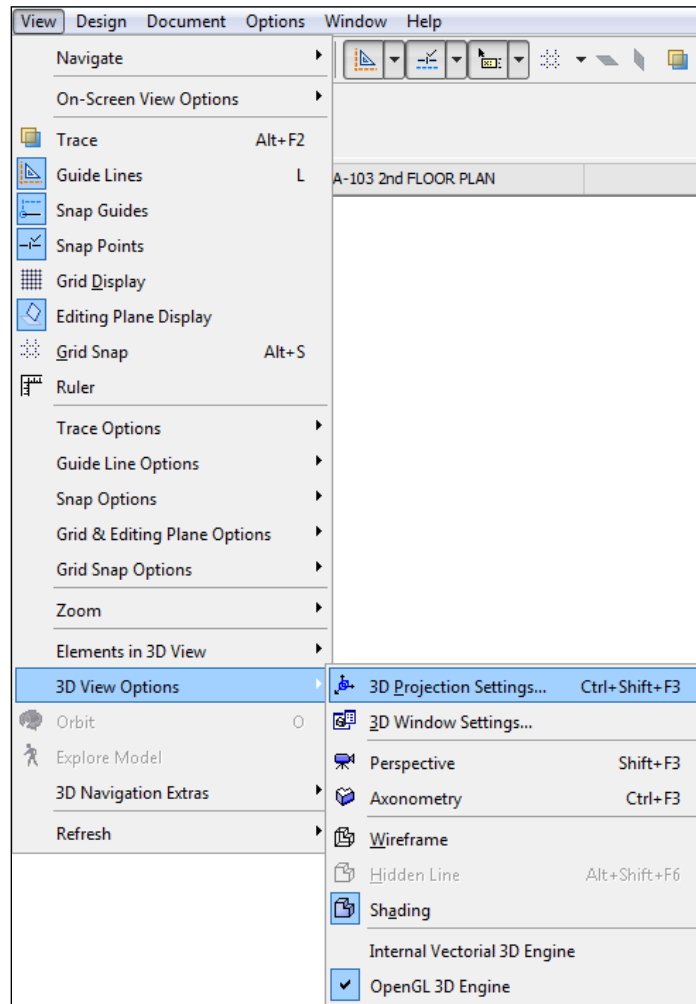 View Design Document Options Window Help
Navigate
On-Screen View Options
Trace Alt+F2
Guide Lines L
A-103 2nd FLOOR PLAN
Snap Guides
Snap Points
Grid Display
Editing Plane Display
Grid Snap Alt+S
Ruler
Trace Options
Guide Line Options
Snap Options
Grid & Editing Plane Options
Grid Snap Options
Zoom
Elements in 3D View
3D View Options
Orbit O
Explore Model
3D Navigation Extras
Refresh
3D Projection Settings... Ctrl+Shift+F3
3D Window Settings...
Perspective Shift+F3
Axonometry Ctrl+F3
Wireframe
Hidden Line Alt+Shift+F6
Shading
Internal Vectorial 3D Engine
OpenGL 3D Engine